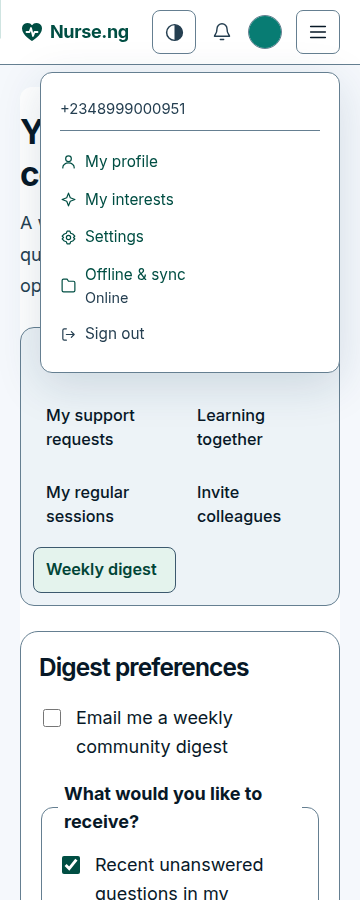 Nurse.ng
+2348999000951
My profile
My interests
Settings
Offline & sync
Online
Sign out
My support
requests
Learning
together
My regular
sessions
Invite
colleagues
Weekly digest
Digest preferences
Email me a weekly
community digest
What would you like to
receive?
Recent unanswered
questions in my